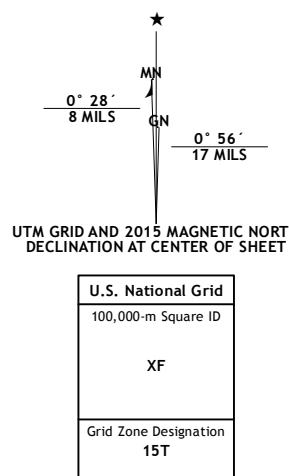 ★
MN
0° 28´
8 MILS
GN
0° 56´
17 MILS
UTM GRID AND 2015 MAGNETIC NORT
DECLINATION AT CENTER OF SHEET
U.S. National Grid
100,000-m Square ID
XF
Grid Zone Designation
15T